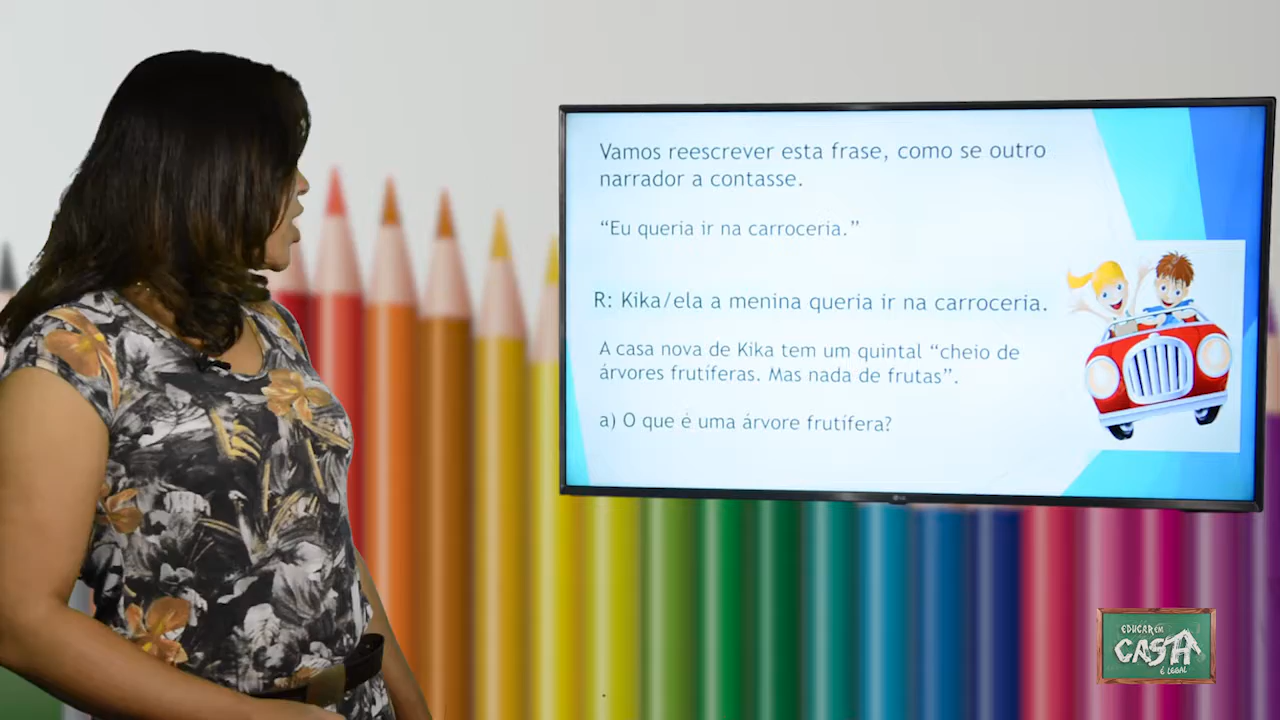 Vamos reescrever esta frase, como se outro
narrador a contasse.
“Eu queria ir na carroceria.”
R: Kika/ela a menina queria ir na carroceria.
A casa nova de Kika tem um quintal “cheio de
árvores frutíferas. Mas nada de frutas”.
a) O que é uma árvore frutífera?
LG
EDUCAR EM
CASA
É LEGAL